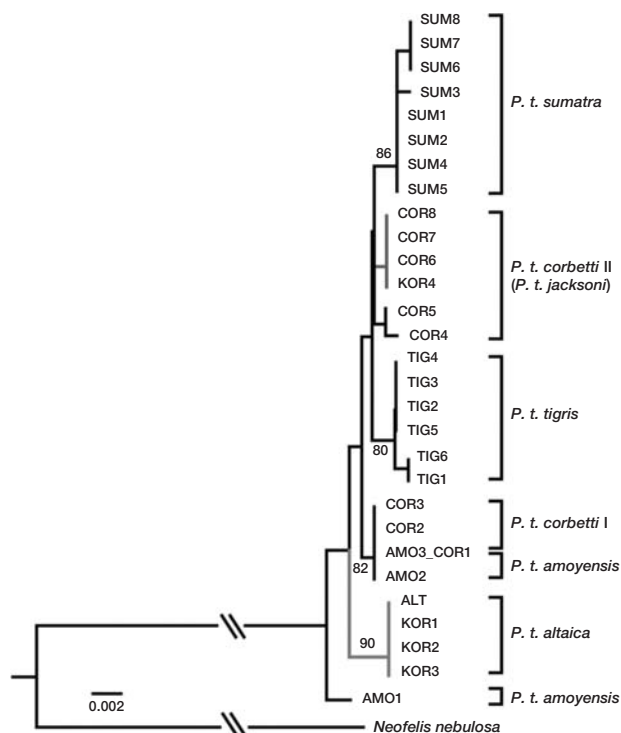 SUM8
SUM7
SUM6
SUM3
SUM1
SUM2
SUM4
SUM5
86
P. t. sumatra
COR8
COR7
COR6
KOR4
COR5
COR4
P. t. corbetti II
(P. t. jacksoni)
TIG4
TIG3
TIG2
TIG5
TIG6
TIG1
80
P. t. tigris
COR3
COR2
P. t. corbetti I
AMO3_COR1
AMO2
82
P. t. amoyensis
ALT
KOR1
KOR2
KOR3
90
P. t. altaica
AMO1
P. t. amoyensis
0.002
Neofelis nebulosa